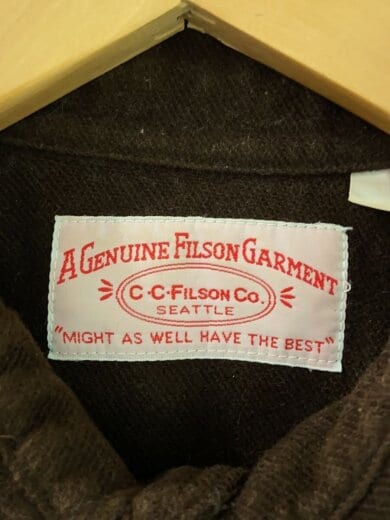 A GENUINE FILSON GARMENT
C·C·FILSON CO.
SEATTLE
"MIGHT AS WELL HAVE THE BEST"